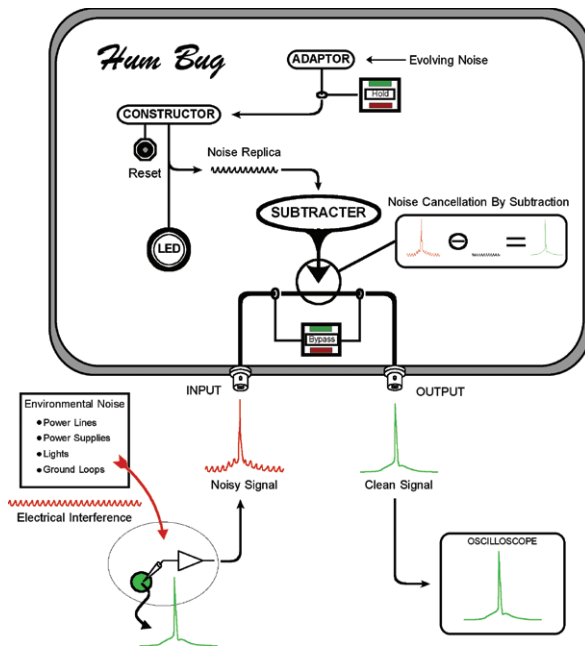 Hum Bug
ADAPTOR
Evolving Noise
Hold
CONSTRUCTOR
Reset
Noise Replica
Noise Cancellation By Subtraction
SUBTRACTER
LED
Bypass
INPUT
OUTPUT
Environmental Noise
●Power Lines
●Power Supplies
●Lights
●Ground Loops
Noisy Signal
Clean Signal
Electrical Interference
OSCILLOSCOPE